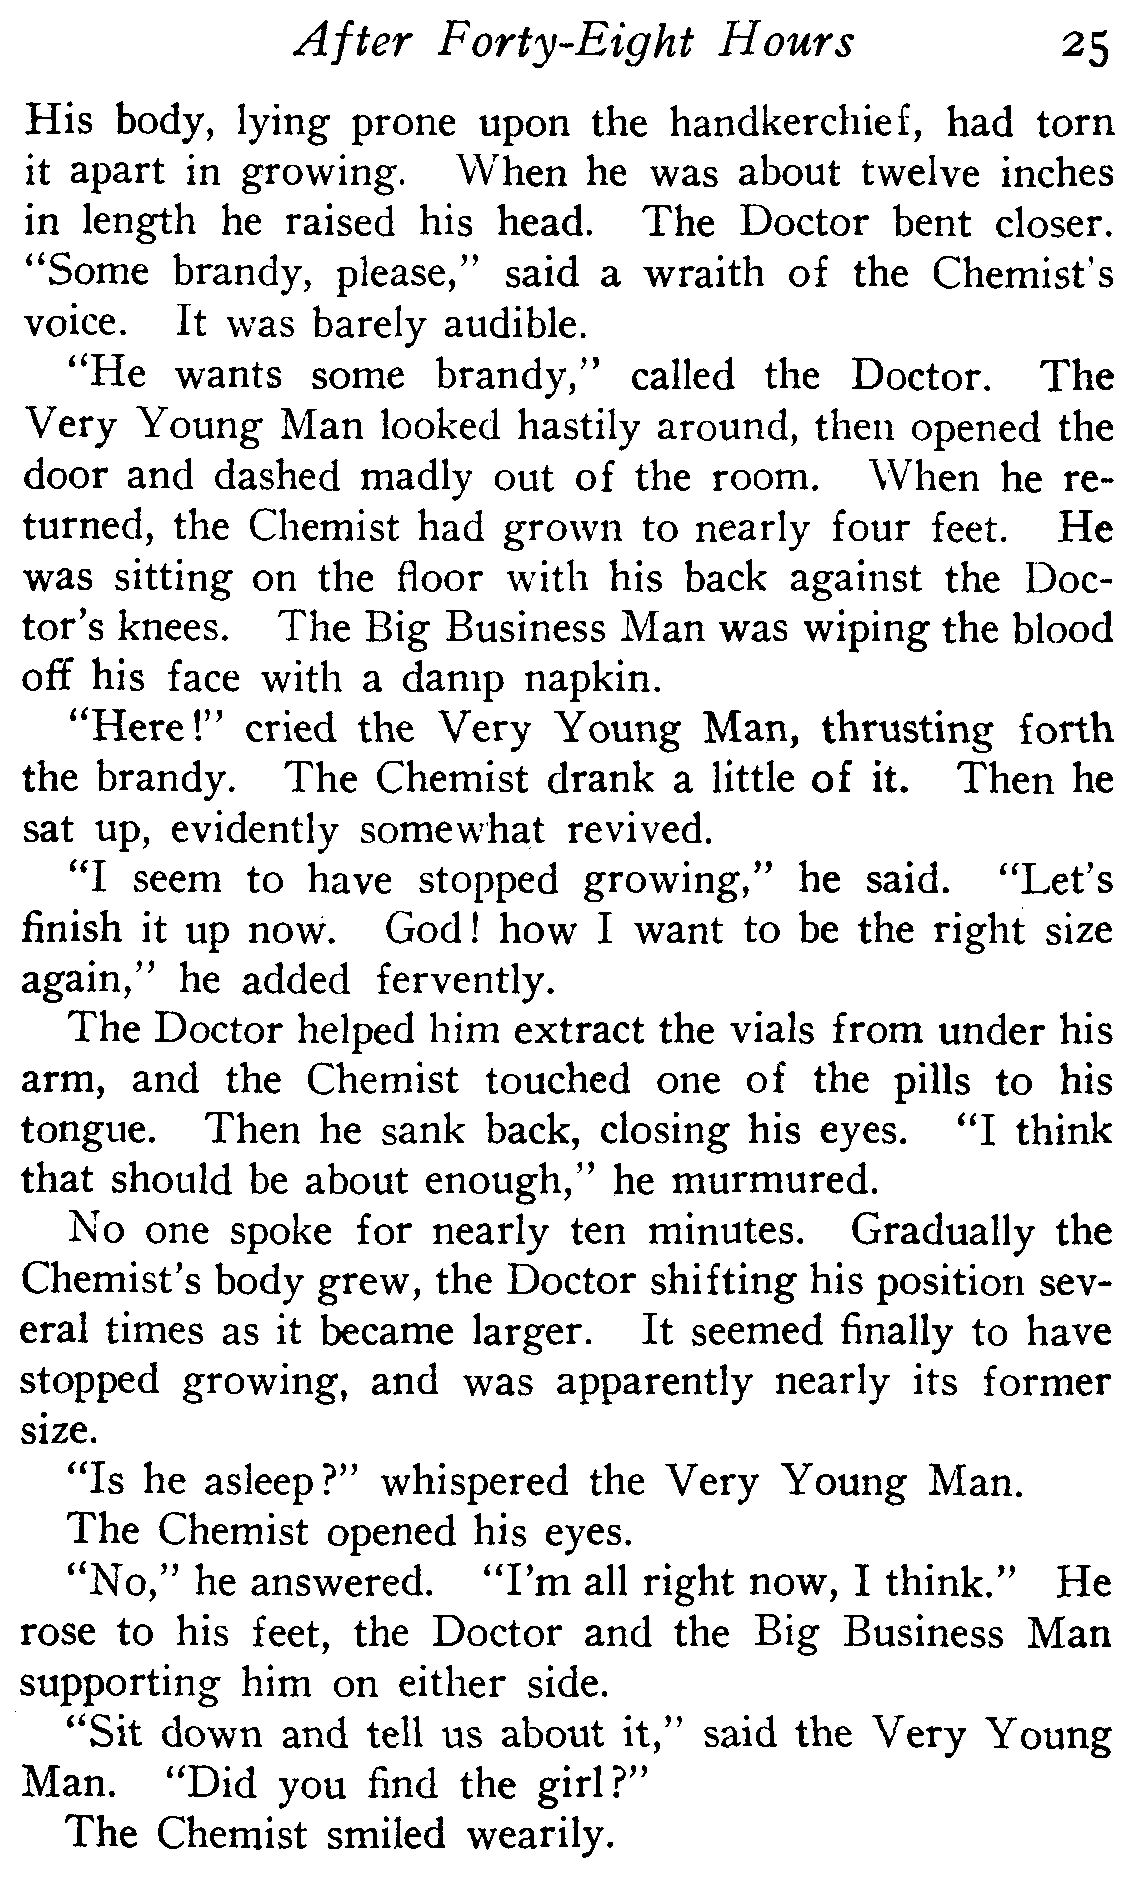 After Forty-Eight Hours 25
His body, lying prone upon the handkerchief, had torn
it apart in growing. When he was about twelve inches
in length he raised his head. The Doctor bent closer.
"Some brandy, please," said a wraith of the Chemist's
voice. It was barely audible.
"He wants some brandy," called the Doctor. The
Very Young Man looked hastily around, then opened the
door and dashed madly out of the room. When he re-
turned, the Chemist had grown to nearly four feet. He
was sitting on the floor with his back against the Doc-
tor's knees. The Big Business Man was wiping the blood
off his face with a damp napkin.
"Here!" cried the Very Young Man, thrusting forth
the brandy. The Chemist drank a little of it. Then he
sat up, evidently somewhat revived.
"I seem to have stopped growing," he said. "Let's
finish it up now. God! how I want to be the right size
again," he added fervently.
The Doctor helped him extract the vials from under his
arm, and the Chemist touched one of the pills to his
tongue. Then he sank back, closing his eyes. "I think
that should be about enough," he murmured.
No one spoke for nearly ten minutes. Gradually the
Chemist's body grew, the Doctor shifting his position sev-
eral times as it became larger. It seemed finally to have
stopped growing, and was apparently nearly its former
size.
"Is he asleep?" whispered the Very Young Man.
The Chemist opened his eyes.
"No," he answered. "I'm all right now, I think." He
rose to his feet, the Doctor and the Big Business Man
supporting him on either side.
"Sit down and tell us about it," said the Very Young
Man. "Did you find the girl?"
The Chemist smiled wearily.